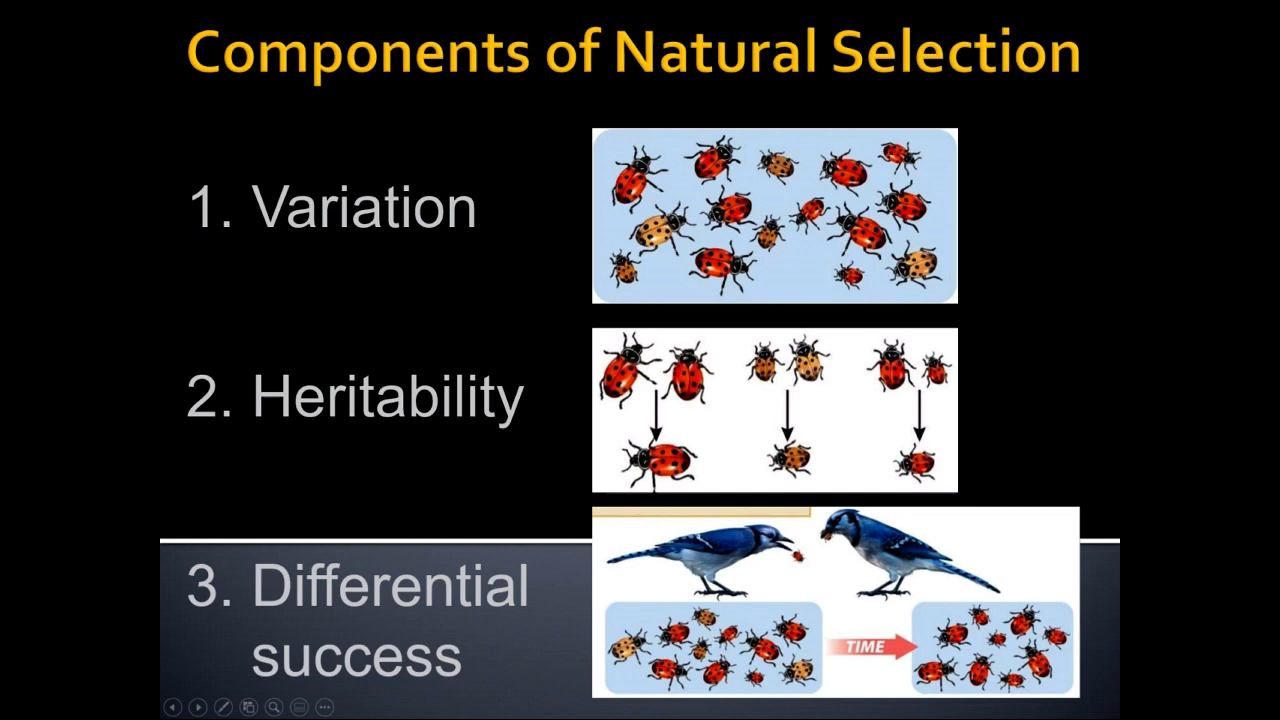 Components of Natural Selection
1. Variation
2. Heritability
3. Differential
success
TIME